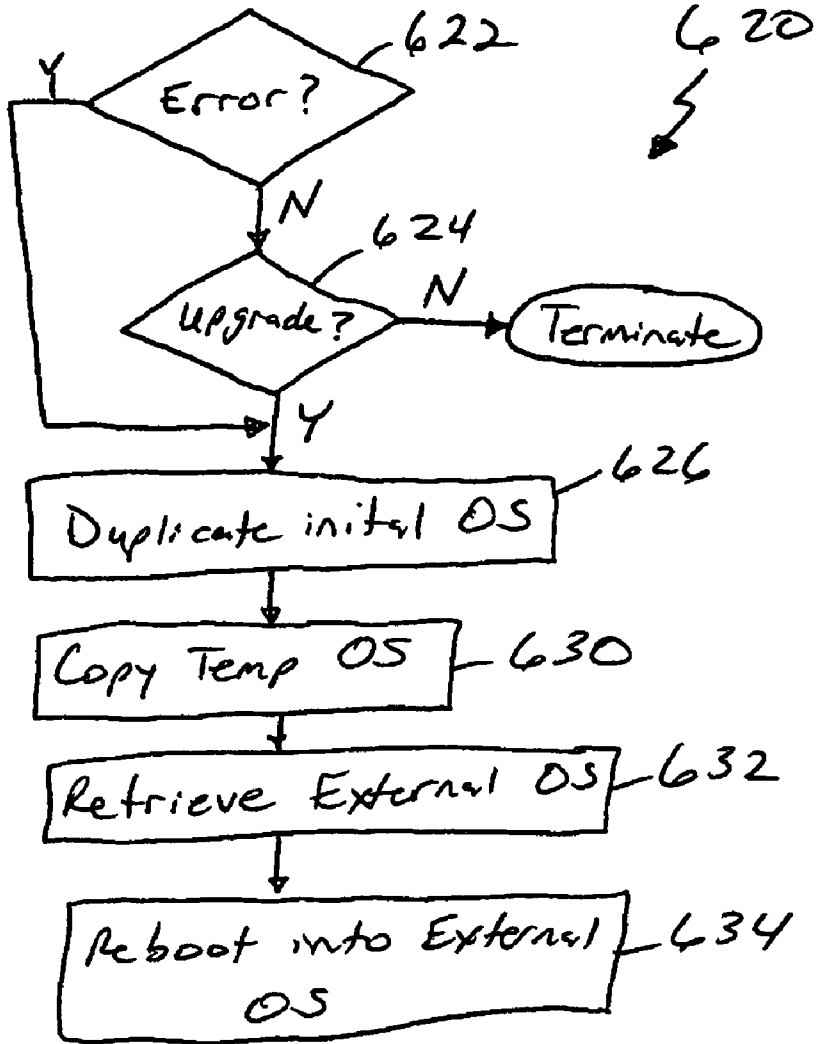 622
620
Y
Error?
N
624
Upgrade?
N
Terminate
Y
626
Duplicate inital OS
Copy Temp OS
630
Retrieve External OS
632
Reboot into External
OS
634